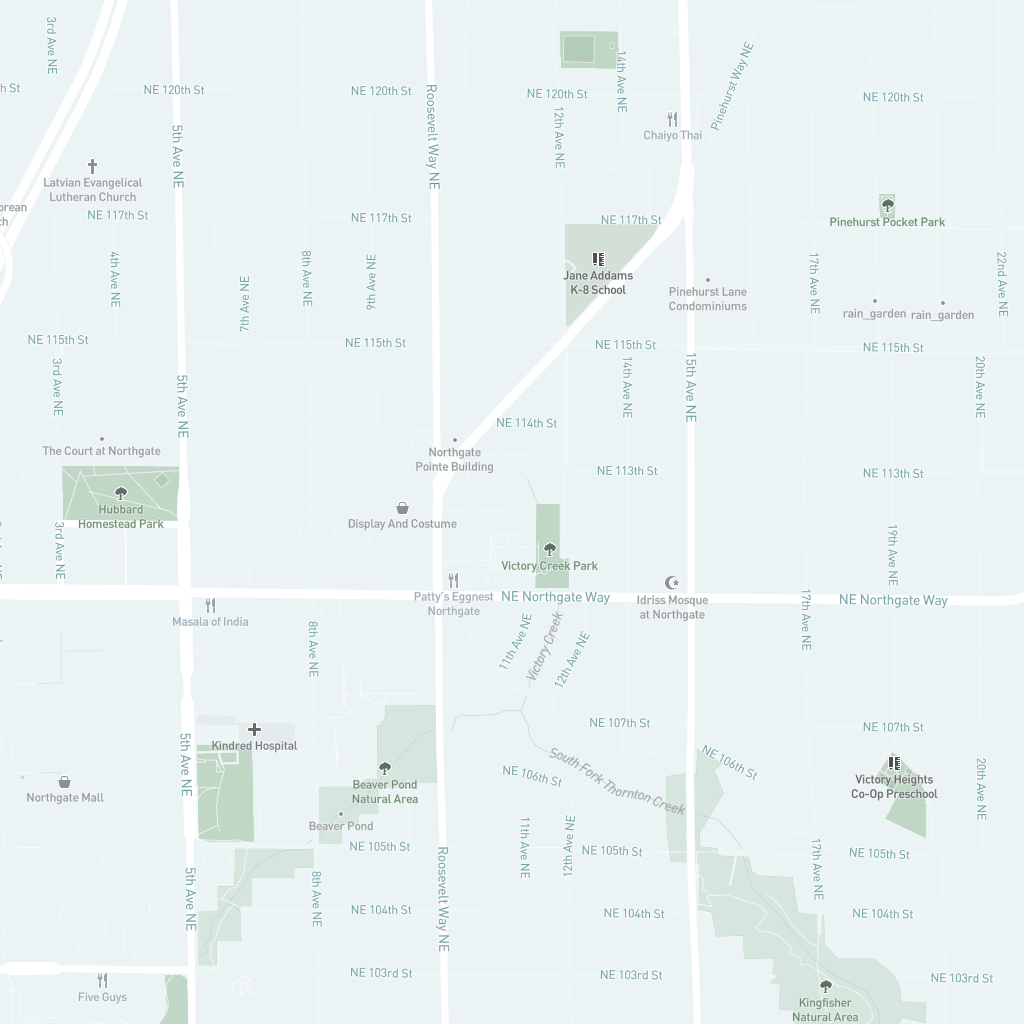 3rd Ave NE
14th Ave NE
Pinehurst Way NE
NE 120th St
Roosevelt Way NE
NE 120th St
NE 120th St
NE 120th St
12th Ave NE
Chaiyo Thai
5th Ave NE
Latvian Evangelical
Lutheran Church
NE 117th St
NE 117th St
NE 117th St
Pinehurst Pocket Park
4th Ave NE
8th Ave NE
9th Ave NE
7th Ave NE
17th Ave NE
22nd Ave NE
Jane Addams
K-8 School
Pinehurst Lane
Condominiums
rain_garden
rain_garden
NE 115th St
NE 115th St
NE 115th St
NE 115th St
3rd Ave NE
5th Ave NE
14th Ave NE
15th Ave NE
20th Ave NE
NE 114th St
The Court at Northgate
Northgate
Pointe Building
NE 113th St
NE 113th St
Hubbard
Homestead Park
Display And Costume
3rd Ave NE
19th Ave NE
Victory Creek Park
Patty's Eggnest
Northgate
NE Northgate Way
Idriss Mosque
at Northgate
NE Northgate Way
17th Ave NE
Masala of India
8th Ave NE
11th Ave NE
Victory Creek
12th Ave NE
NE 107th St
NE 107th St
Kindred Hospital
5th Ave NE
South Fork Thornton Creek
NE 106th St
NE 106th St
Beaver Pond
Natural Area
Northgate Mall
Victory Heights
Co-Op Preschool
20th Ave NE
Beaver Pond
NE 105th St
11th Ave NE
12th Ave NE
NE 105th St
17th Ave NE
NE 105th St
5th Ave NE
8th Ave NE
Roosevelt Way NE
NE 104th St
NE 104th St
NE 104th St
NE 103rd St
NE 103rd St
NE 103rd St
Five Guys
Kingfisher
Natural Area